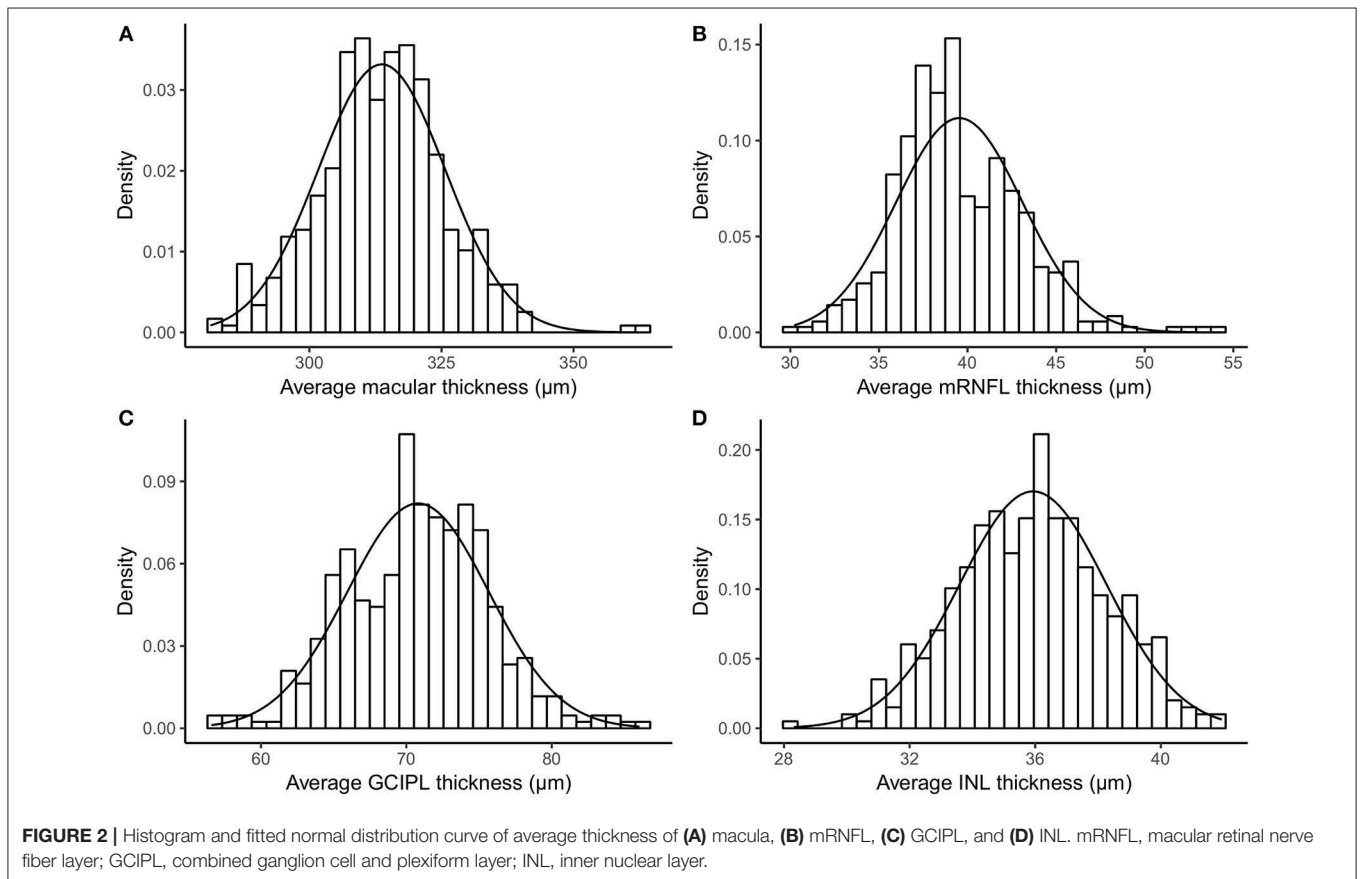 A
B
Density
0.03
0.02
0.01
0.00
300
325
350
Average macular thickness (µm)
Density
0.15
0.10
0.05
0.00
30
35
40
45
50
55
Average mRNFL thickness (µm)
C
D
Density
0.09
0.06
0.03
0.00
60
70
80
Average GCIPL thickness (µm)
Density
0.20
0.15
0.10
0.05
0.00
28
32
36
40
Average INL thickness (µm)
FIGURE 2 | Histogram and fitted normal distribution curve of average thickness of (A) macula, (B) mRNFL, (C) GCIPL, and (D) INL. mRNFL, macular retinal nerve
fiber layer; GCIPL, combined ganglion cell and plexiform layer; INL, inner nuclear layer.